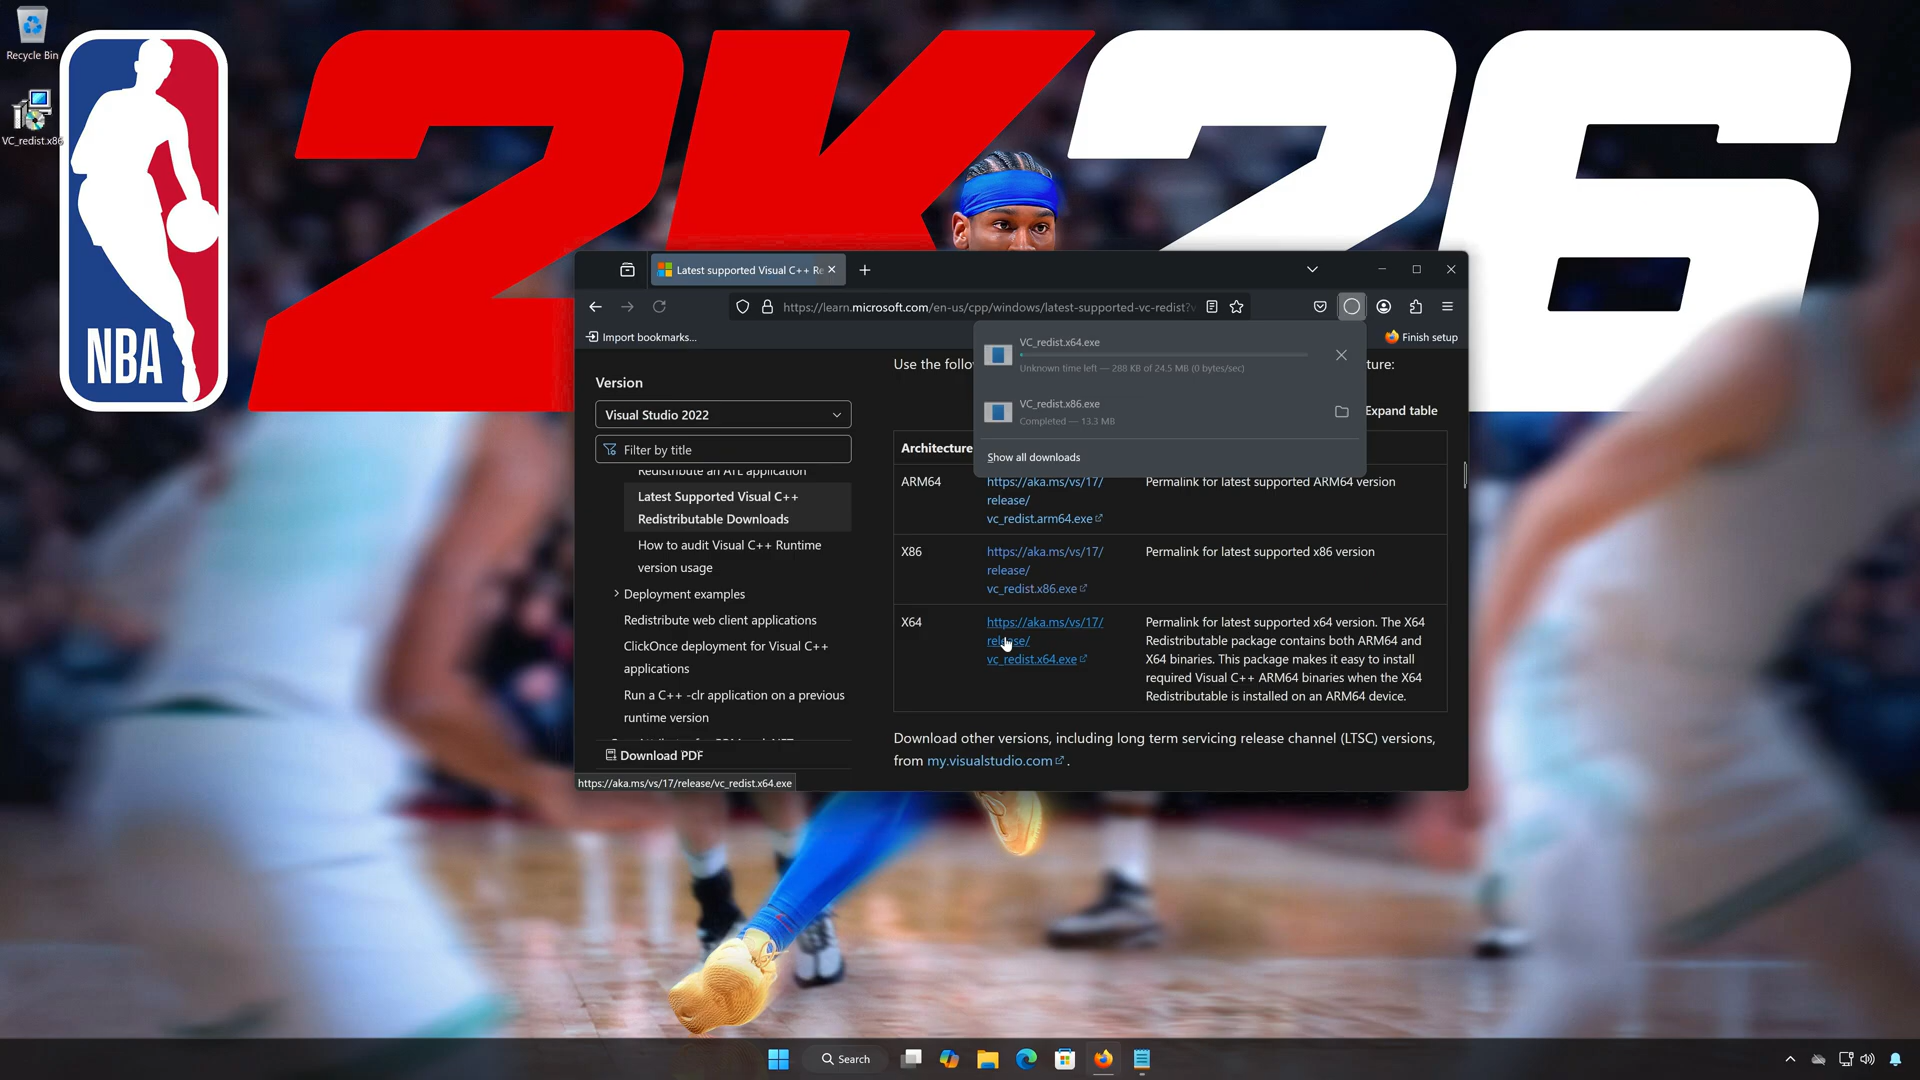 Recycle Bin
VC_redist.x86
NBA
2K26
Latest supported Visual C++ Re
https://learn.microsoft.com/en-us/cpp/windows/latest-supported-vc-redist?v
Import bookmarks...
Finish setup
VC_redist.x64.exe
Unknown time left — 288 KB of 24.5 MB (0 bytes/sec)
VC_redist.x86.exe
Completed — 13.3 MB
Show all downloads
Version
Visual Studio 2022
Filter by title
Redistribute an ATL application
Latest Supported Visual C++
Redistributable Downloads
How to audit Visual C++ Runtime
version usage
Deployment examples
Redistribute web client applications
ClickOnce deployment for Visual C++
applications
Run a C++ -clr application on a previous
runtime version
Download PDF
Use the follo
ture:
Expand table
Architecture
ARM64
https://aka.ms/vs/17/
release/
vc_redist.arm64.exe
Permalink for latest supported ARM64 version
X86
https://aka.ms/vs/17/
release/
vc_redist.x86.exe
Permalink for latest supported x86 version
X64
https://aka.ms/vs/17/
release/
vc_redist.x64.exe
Permalink for latest supported x64 version. The X64
Redistributable package contains both ARM64 and
X64 binaries. This package makes it easy to install
required Visual C++ ARM64 binaries when the X64
Redistributable is installed on an ARM64 device.
Download other versions, including long term servicing release channel (LTSC) versions,
from my.visualstudio.com .
https://aka.ms/vs/17/release/vc_redist.x64.exe
Search